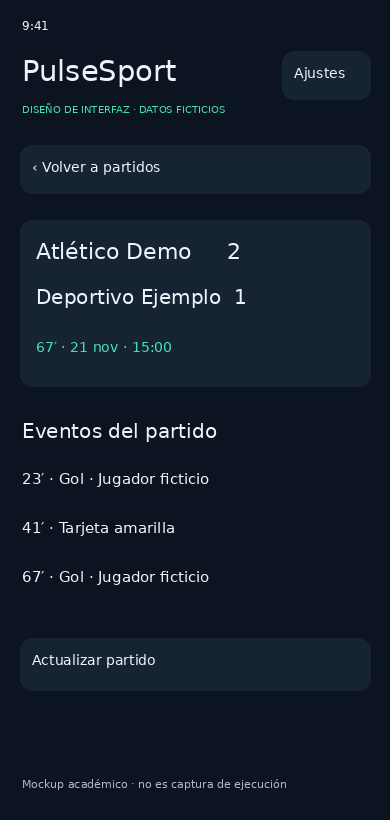 9:41
PulseSport
Ajustes
DISEÑO DE INTERFAZ · DATOS FICTICIOS
‹ Volver a partidos
Atlético Demo 2
Deportivo Ejemplo 1
67′ · 21 nov · 15:00
Eventos del partido
23′ · Gol · Jugador ficticio
41′ · Tarjeta amarilla
67′ · Gol · Jugador ficticio
Actualizar partido
Mockup académico · no es captura de ejecución